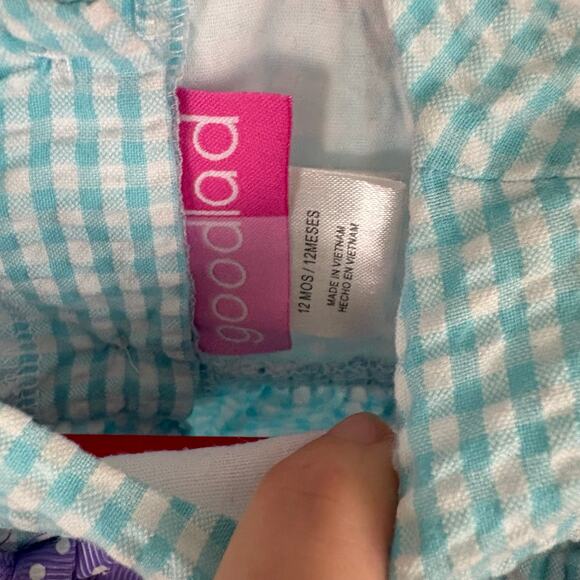 goodlad
12 MOS / 12MESES
MADE IN VIETNAM
HECHO EN VIETNAM